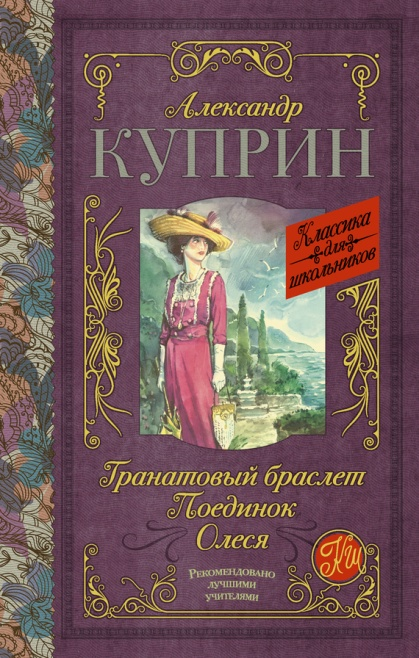 Александр
КУПРИН
Классика
для
школьников
Гранатовый браслет
Поединок
Олеся
КШ
Рекомендовано
лучшими
учителями